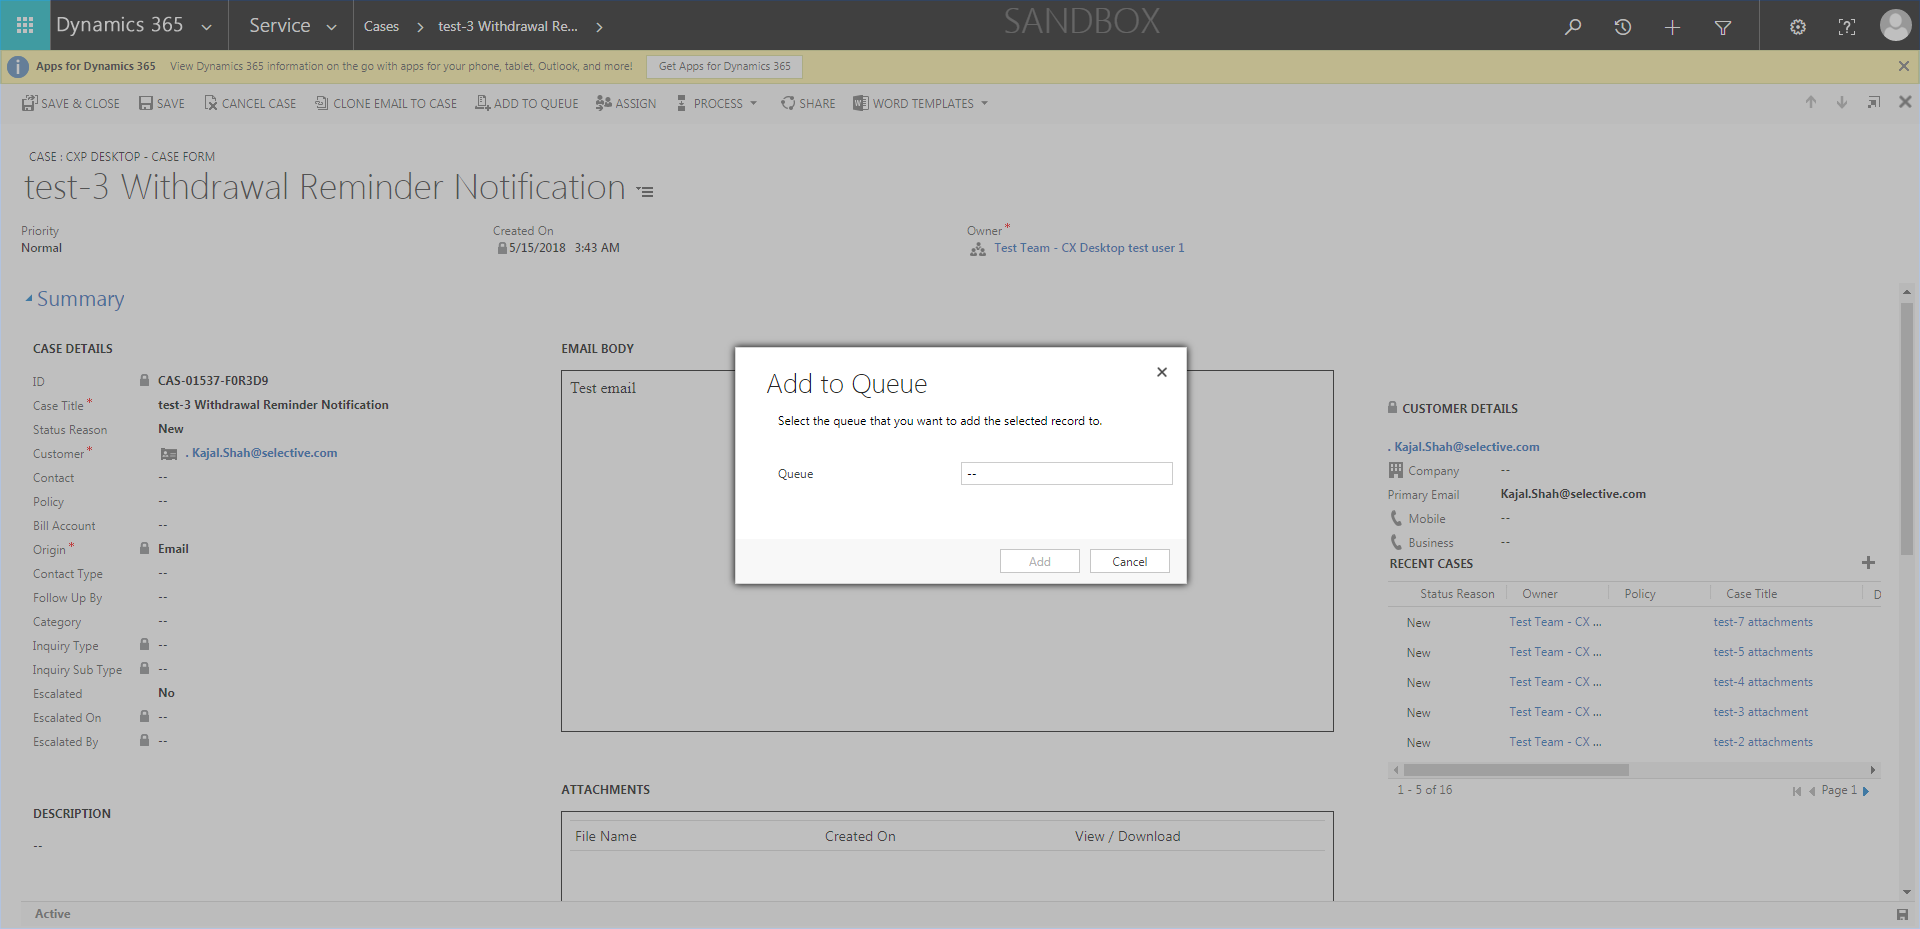 Dynamics 365
Service
Cases
test-3 Withdrawal Re...
SANDBOX
Apps for Dynamics 365
View Dynamics 365 information on the go with apps for your phone, tablet, Outlook, and more!
Get Apps for Dynamics 365
SAVE & CLOSE
SAVE
CANCEL CASE
CLONE EMAIL TO CASE
ADD TO QUEUE
ASSIGN
PROCESS
SHARE
WORD TEMPLATES
CASE : CXP DESKTOP - CASE FORM
test-3 Withdrawal Reminder Notification
Priority
Normal
Created On
5/15/2018 3:43 AM
Owner*
Test Team - CX Desktop test user 1
Summary
CASE DETAILS
ID CAS-01537-F0R3D9
Case Title* test-3 Withdrawal Reminder Notification
Status Reason New
Customer* . Kajal.Shah@selective.com
Contact --
Policy --
Bill Account --
Origin* Email
Contact Type --
Follow Up By --
Category --
Inquiry Type --
Inquiry Sub Type --
Escalated No
Escalated On --
Escalated By --
DESCRIPTION
--
EMAIL BODY
Test email
Add to Queue
Select the queue that you want to add the selected record to.
Queue --
Add
Cancel
ATTACHMENTS
File Name Created On View / Download
CUSTOMER DETAILS
. Kajal.Shah@selective.com
Company --
Primary Email Kajal.Shah@selective.com
Mobile --
Business --
RECENT CASES
Status Reason Owner Policy Case Title D
New Test Team - CX ... test-7 attachments
New Test Team - CX ... test-5 attachments
New Test Team - CX ... test-4 attachments
New Test Team - CX ... test-3 attachment
New Test Team - CX ... test-2 attachments
1 - 5 of 16
Page 1
Active